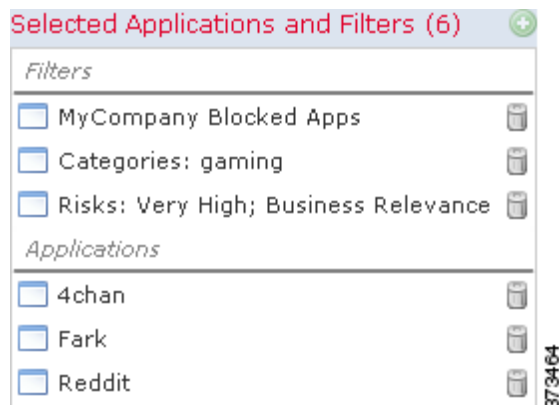 Selected Applications and Filters (6)
Filters
MyCompany Blocked Apps
Categories: gaming
Risks: Very High; Business Relevance
Applications
4chan
Fark
Reddit
373464